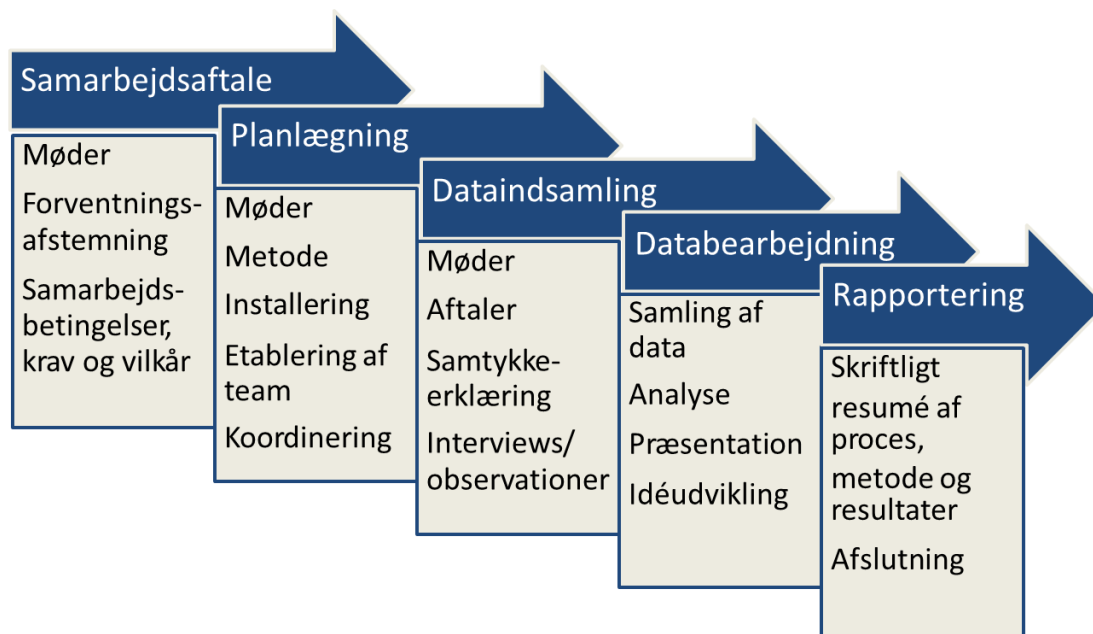 Samarbejdsaftale
Møder
Forventnings-
afstemning
Samarbejds-
betingelser,
krav og vilkår
Planlægning
Møder
Metode
Installering
Etablering af
team
Koordinering
Dataindsamling
Møder
Aftaler
Samtykke-
erklæring
Interviews/
observationer
Databearbejdning
Samling af
data
Analyse
Præsentation
Idéudvikling
Rapportering
Skriftligt
resumé af
proces,
metode og
resultater
Afslutning